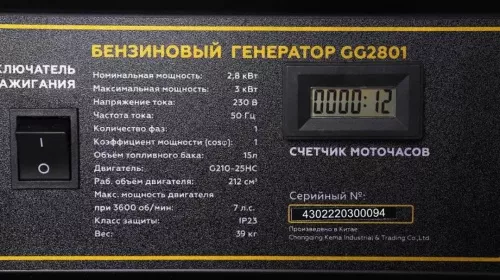 БЕНЗИНОВЫЙ ГЕНЕРАТОР GG2801
КЛЮЧАТЕЛЬ
АЖИГАНИЯ
Номинальная мощность: 2,8 кВт
Максимальная мощность: 3 кВт
Напряжение тока: 230 В
Частота тока: 50 Гц
Количество фаз: 1
Коэффициент мощности (cosφ): 1
Объём топливного бака: 15л
Двигатель: G210-25HC
Раб. объём двигателя: 212 см³
Макс. мощность двигателя
при 3600 об/мин: 7 л.с.
Класс защиты: IP23
Вес: 39 кг
0000:12
СЧЕТЧИК МОТОЧАСОВ
Серийный №:
4302220300094
Произведено в Китае
Chongqing Kema Industrial & Trading Co.,Ltd.